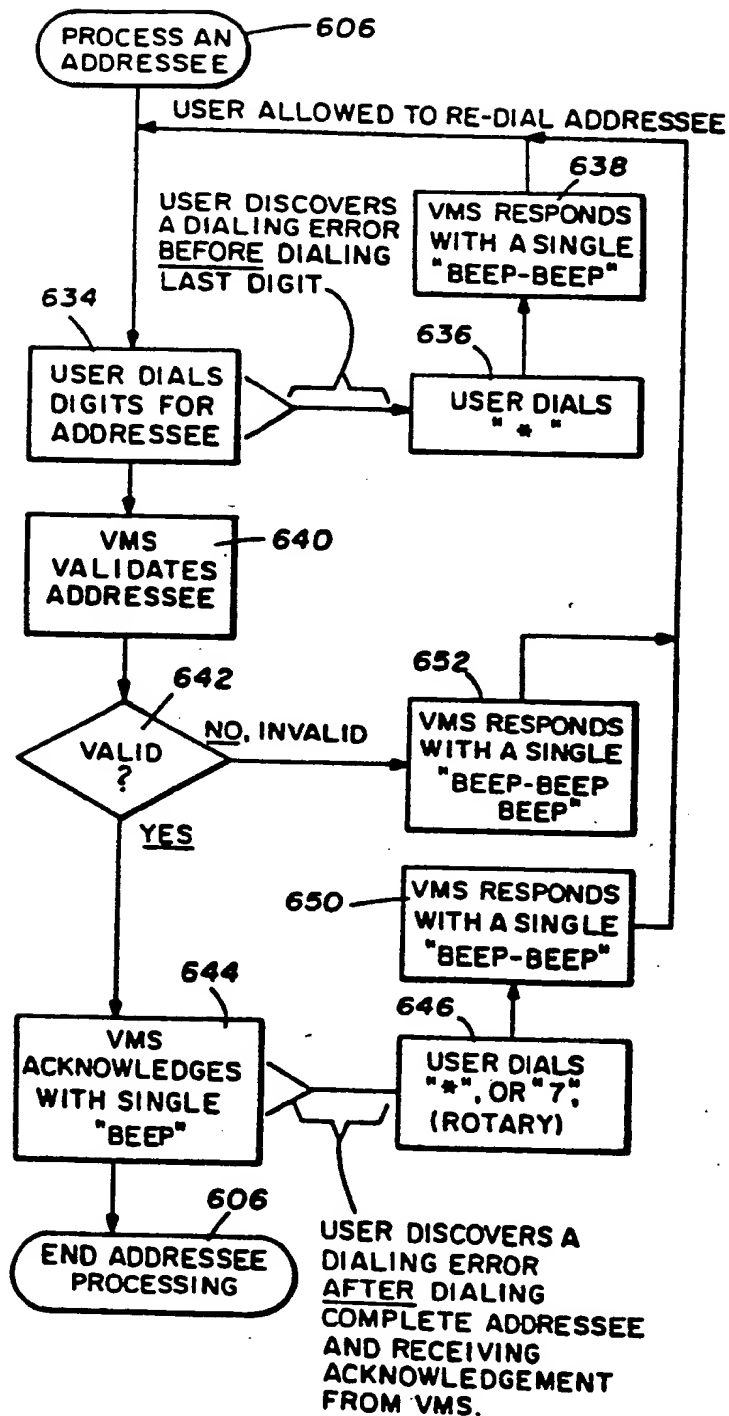 PROCESS AN
ADDRESSEE
606
USER ALLOWED TO RE-DIAL ADDRESSEE
638
USER DISCOVERS
A DIALING ERROR
BEFORE DIALING
LAST DIGIT
VMS RESPONDS
WITH A SINGLE
"BEEP-BEEP"
634
636
USER DIALS
DIGITS FOR
ADDRESSEE
USER DIALS
"*"
VMS
VALIDATES
ADDRESSEE
640
642
652
VALID
?
NO, INVALID
VMS RESPONDS
WITH A SINGLE
"BEEP-BEEP
BEEP"
YES
650
VMS RESPONDS
WITH A SINGLE
"BEEP-BEEP"
644
646
VMS
ACKNOWLEDGES
WITH SINGLE
"BEEP"
USER DIALS
"*", OR "7",
(ROTARY)
606
END ADDRESSEE
PROCESSING
USER DISCOVERS A
DIALING ERROR
AFTER DIALING
COMPLETE ADDRESSEE
AND RECEIVING
ACKNOWLEDGEMENT
FROM VMS.